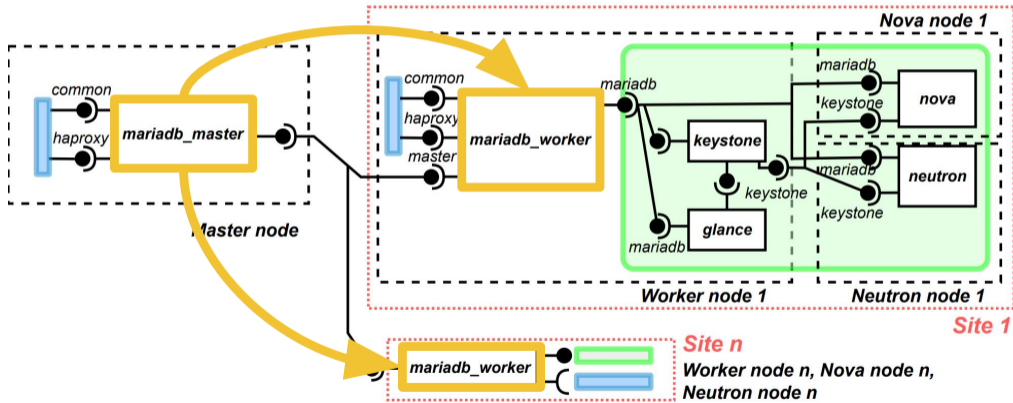 Nova node 1
common
haproxy
mariadb_master
Master node
common
haproxy
master
mariadb_worker
mariadb
keystone
keystone
glance
mariadb
mariadb
keystone
nova
mariadb
keystone
neutron
Worker node 1
Neutron node 1
Site 1
mariadb_worker
Site n
Worker node n, Nova node n,
Neutron node n